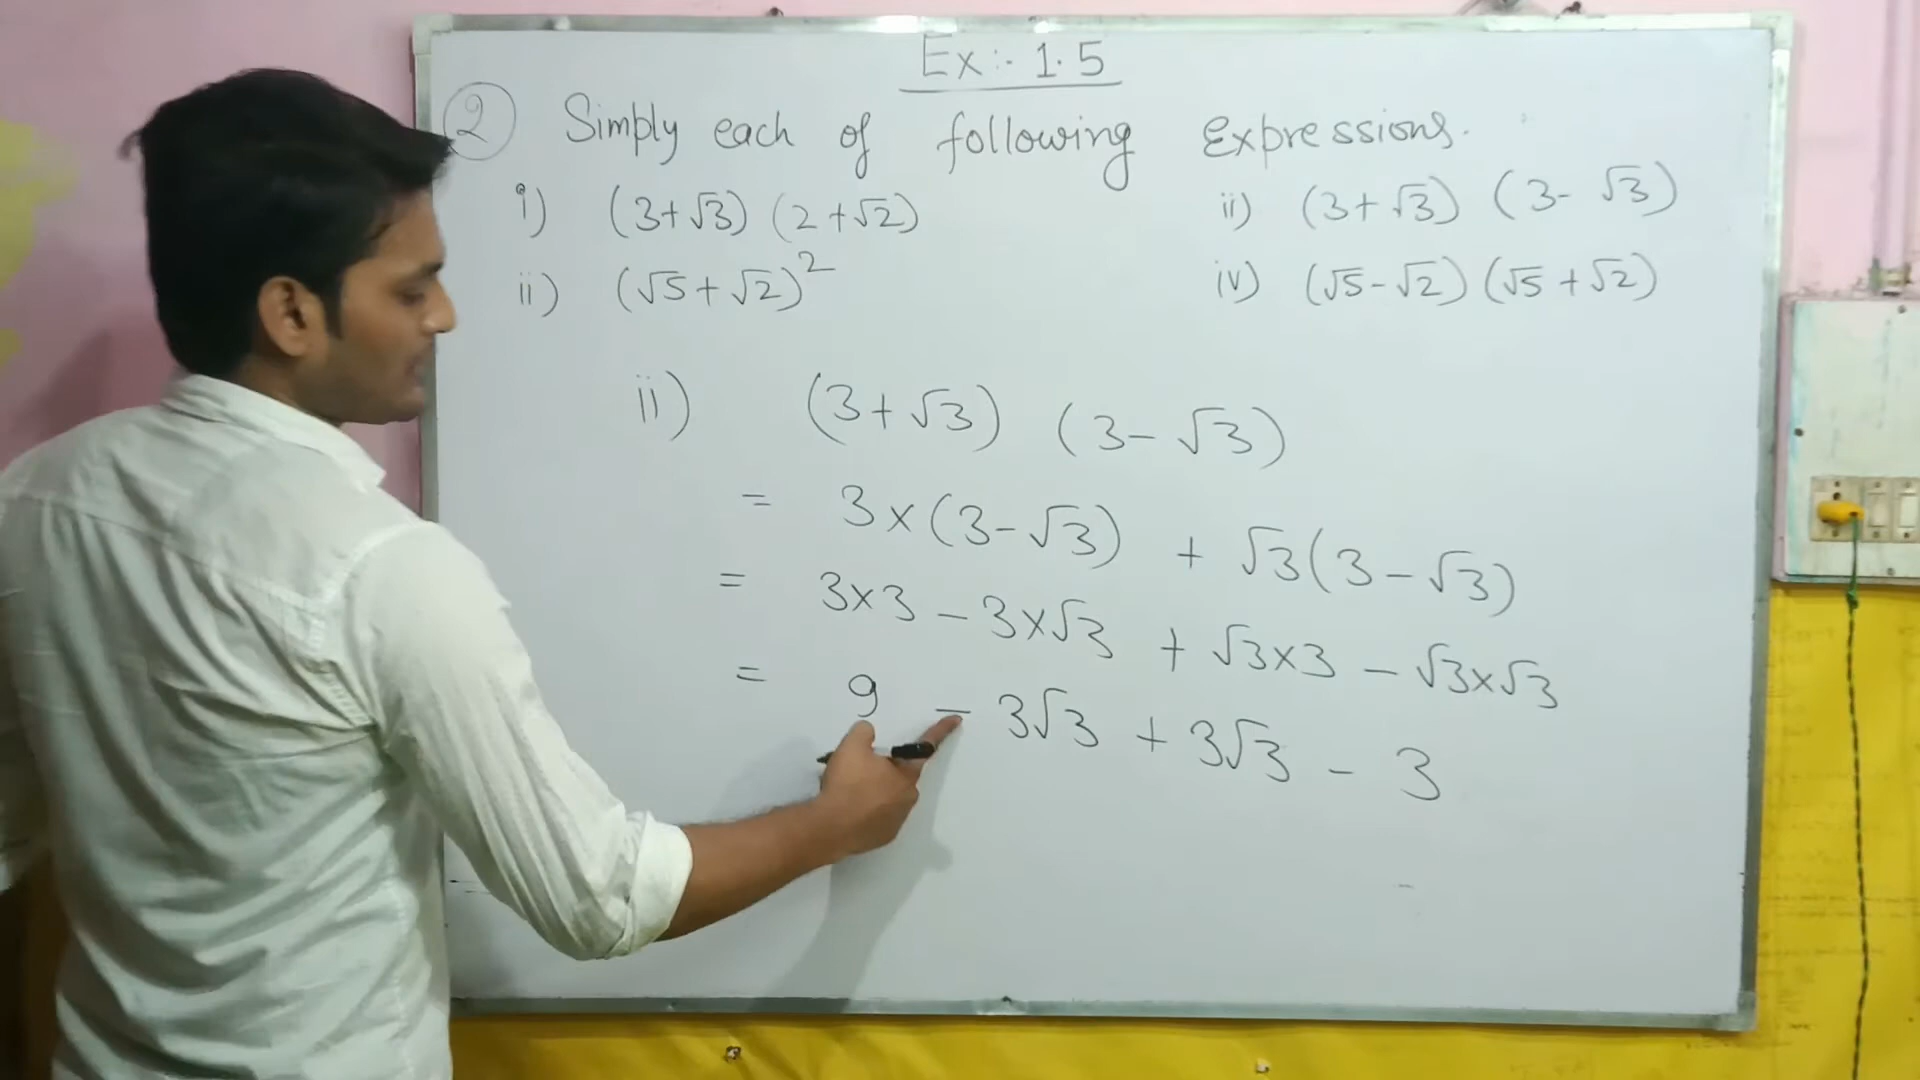 Ex:- 1.5
2 Simply each of following expressions.
i) (3+√3) (2+√2) ii) (3+√3) (3-√3)
ii) (√5+√2)² iv) (√5-√2) (√5+√2)
ii) (3+√3) (3-√3)
= 3×(3-√3) + √3(3-√3)
= 3×3 - 3×√3 + √3×3 - √3×√3
= 9 - 3√3 + 3√3 - 3